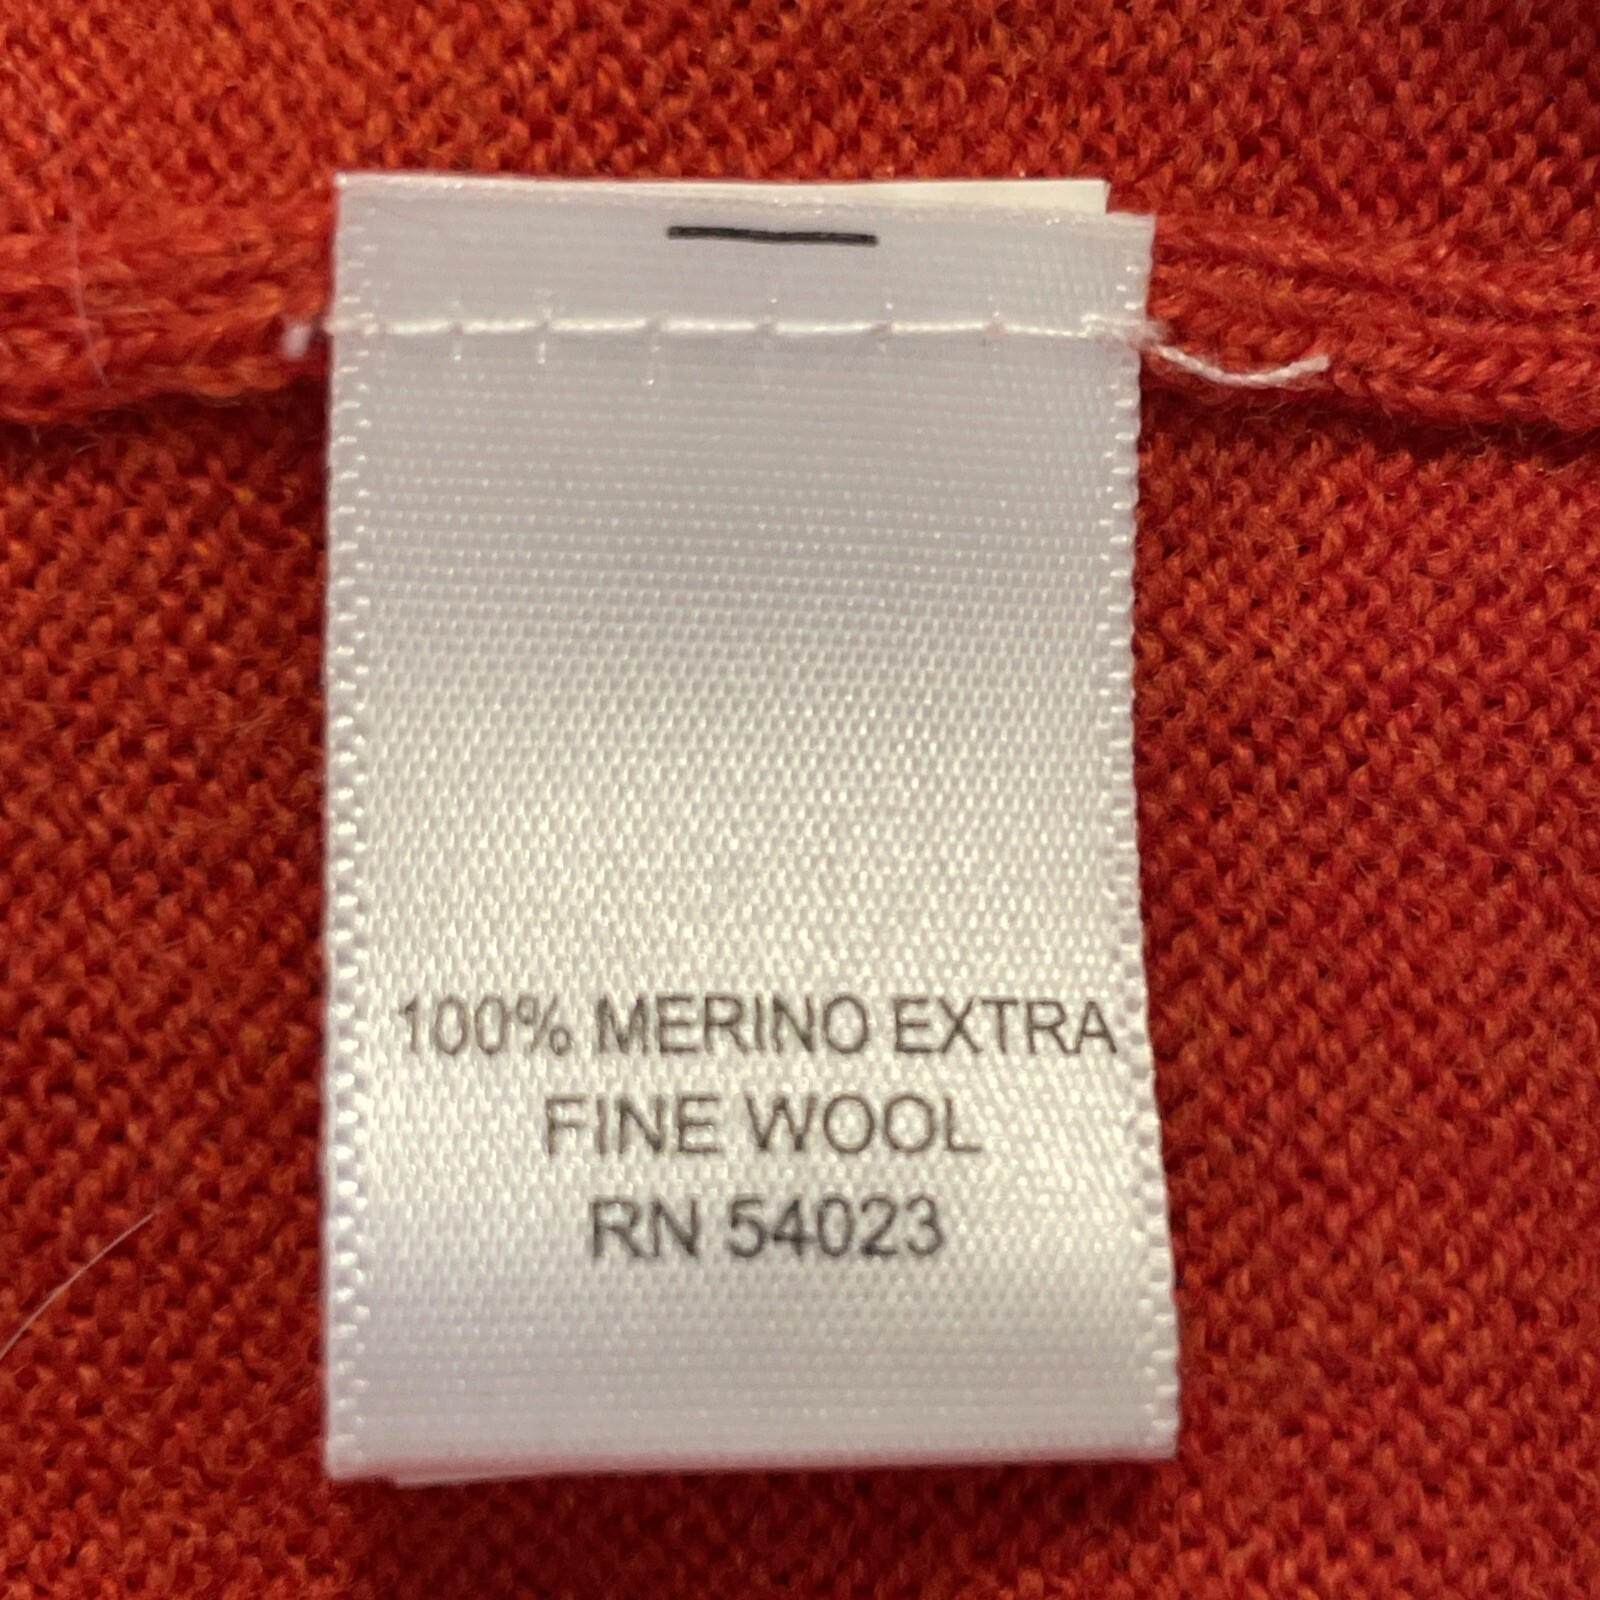 100% MERINO EXTRA
FINE WOOL
RN 54023